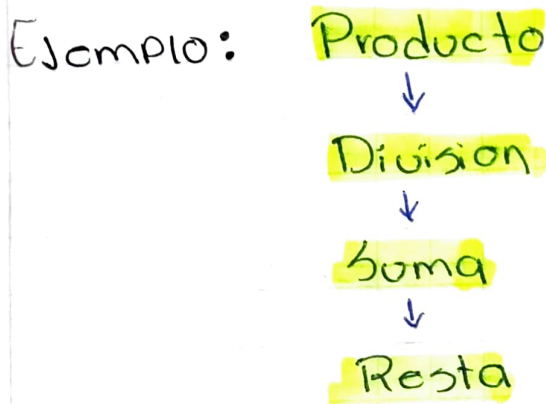 Ejemplo:
Producto
↓
Division
↓
Suma
↓
Resta